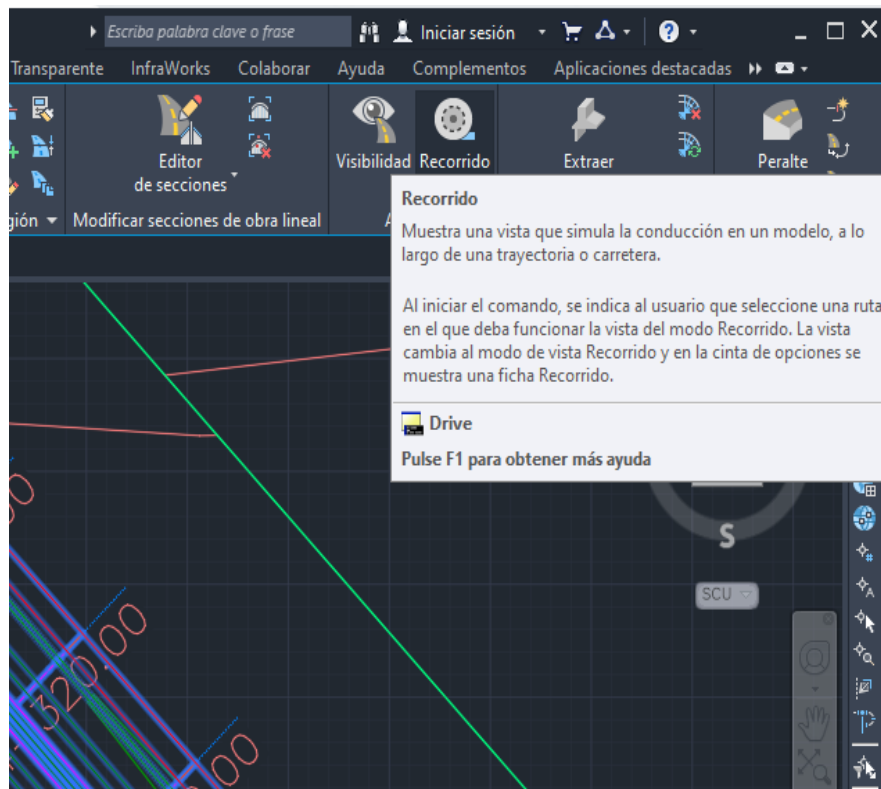 Escriba palabra clave o frase
Iniciar sesión
Transparente InfraWorks Colaborar Ayuda Complementos Aplicaciones destacadas
Editor
de secciones
Visibilidad Recorrido
Extraer
Peralte
gión Modificar secciones de obra lineal
Recorrido
Muestra una vista que simula la conducción en un modelo, a lo
largo de una trayectoria o carretera.
Al iniciar el comando, se indica al usuario que seleccione una ruta
en el que deba funcionar la vista del modo Recorrido. La vista
cambia al modo de vista Recorrido y en la cinta de opciones se
muestra una ficha Recorrido.
Drive
Pulse F1 para obtener más ayuda
S
SCU
320.00